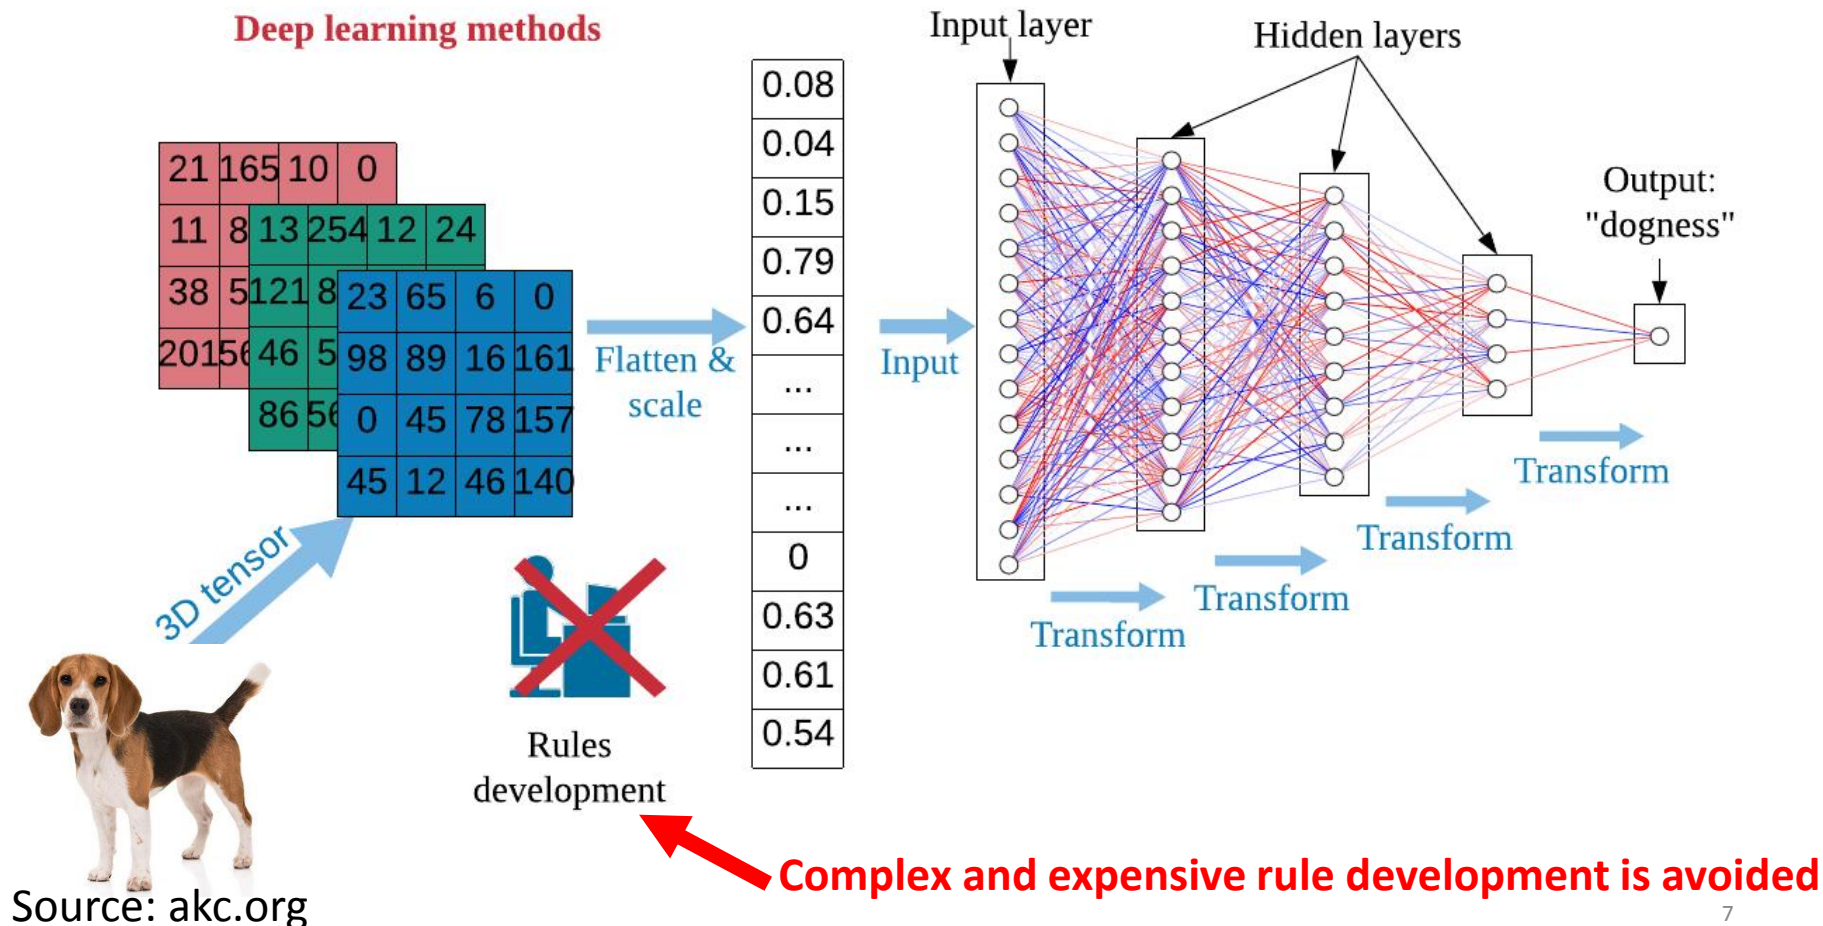 Deep learning methods
Input layer
Hidden layers
Output:
"dogness"
21 165 10 0
11 8
38 5
201 56
13 254 12 24
121 8
46 5
86 56
23 65 6 0
98 89 16 161
0 45 78 157
45 12 46 140
3D tensor
Flatten &
scale
0.08
0.04
0.15
0.79
0.64
...
...
...
0
0.63
0.61
0.54
Input
Transform
Transform
Transform
Transform
Rules
development
Complex and expensive rule development is avoided
Source: akc.org
7